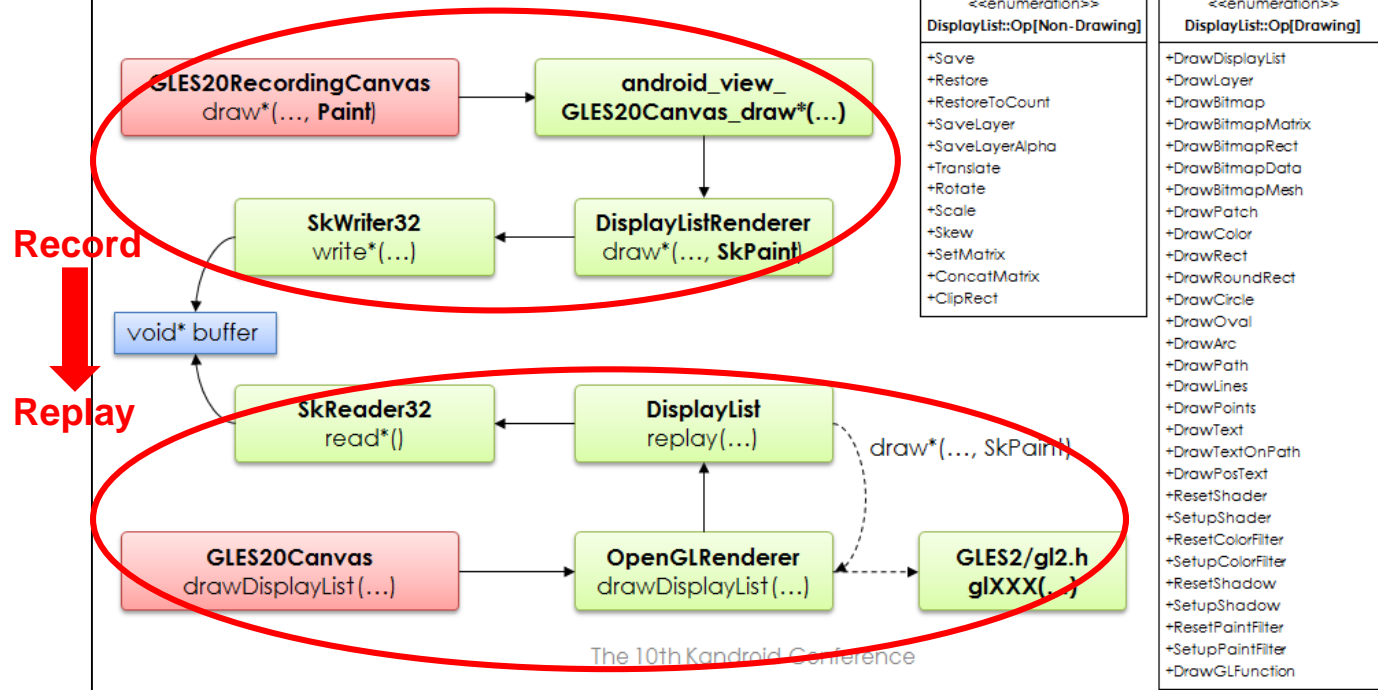 GLES20RecordingCanvas
draw*(..., Paint)
android_view_
GLES20Canvas_draw*(...)
SkWriter32
write*(...)
DisplayListRenderer
draw*(..., SkPaint)
Record
void* buffer
Replay
SkReader32
read*()
DisplayList
replay(...)
draw*(..., SkPaint)
GLES20Canvas
drawDisplayList(...)
OpenGLRenderer
drawDisplayList(...)
GLES2/gl2.h
glXXX(...)
The 10th Kandroid Conference
<<enumeration>>
DisplayList::Op[Non-Drawing]
+Save
+Restore
+RestoreToCount
+SaveLayer
+SaveLayerAlpha
+Translate
+Rotate
+Scale
+Skew
+SetMatrix
+ConcatMatrix
+ClipRect
<<enumeration>>
DisplayList::Op[Drawing]
+DrawDisplayList
+DrawLayer
+DrawBitmap
+DrawBitmapMatrix
+DrawBitmapRect
+DrawBitmapData
+DrawBitmapMesh
+DrawPatch
+DrawColor
+DrawRect
+DrawRoundRect
+DrawCircle
+DrawOval
+DrawArc
+DrawPath
+DrawLines
+DrawPoints
+DrawText
+DrawTextOnPath
+DrawPosText
+ResetShader
+SetupShader
+ResetColorFilter
+SetupColorFilter
+ResetShadow
+SetupShadow
+ResetPaintFilter
+SetupPaintFilter
+DrawGLFunction